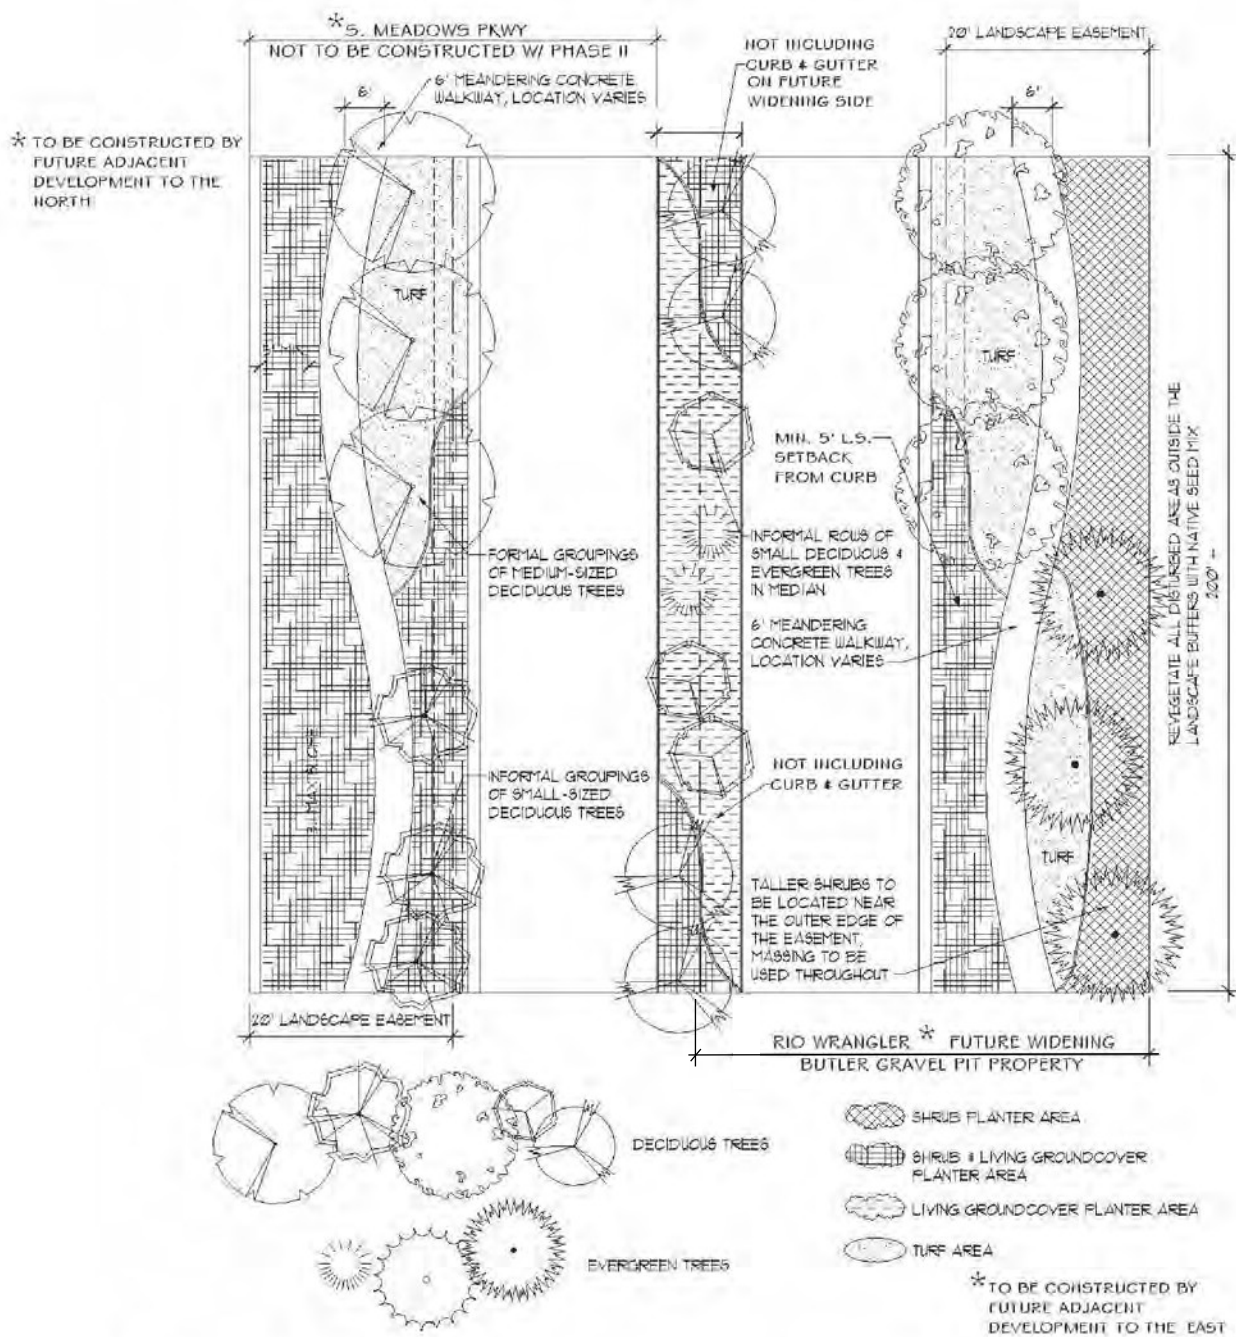 * S. MEADOWS PKWY
NOT TO BE CONSTRUCTED W/ PHASE II
6' MEANDERING CONCRETE
WALKWAY, LOCATION VARIES
6'
* TO BE CONSTRUCTED BY
FUTURE ADJACENT
DEVELOPMENT TO THE
NORTH
NOT INCLUDING
CURB & GUTTER
ON FUTURE
WIDENING SIDE
20' LANDSCAPE EASEMENT
6'
TURF
TURF
MIN. 5' L.S.
SETBACK
FROM CURB
FORMAL GROUPINGS
OF MEDIUM-SIZED
DECIDUOUS TREES
INFORMAL ROWS OF
SMALL DECIDUOUS &
EVERGREEN TREES
IN MEDIAN
6' MEANDERING
CONCRETE WALKWAY,
LOCATION VARIES
REVEGETATE ALL DISTURBED AREAS OUTSIDE THE
LANDSCAPE BUFFERS WITH NATIVE SEED MIX
200'
MAX SLOPE
INFORMAL GROUPINGS
OF SMALL-SIZED
DECIDUOUS TREES
NOT INCLUDING
CURB & GUTTER
TURF
TALLER SHRUBS TO
BE LOCATED NEAR
THE OUTER EDGE OF
THE EASEMENT,
MASSING TO BE
USED THROUGHOUT
20' LANDSCAPE EASEMENT
RIO WRANGLER * FUTURE WIDENING
BUTLER GRAVEL PIT PROPERTY
DECIDUOUS TREES
EVERGREEN TREES
SHRUB PLANTER AREA
SHRUB & LIVING GROUNDCOVER
PLANTER AREA
LIVING GROUNDCOVER PLANTER AREA
TURF AREA
* TO BE CONSTRUCTED BY
FUTURE ADJACENT
DEVELOPMENT TO THE EAST